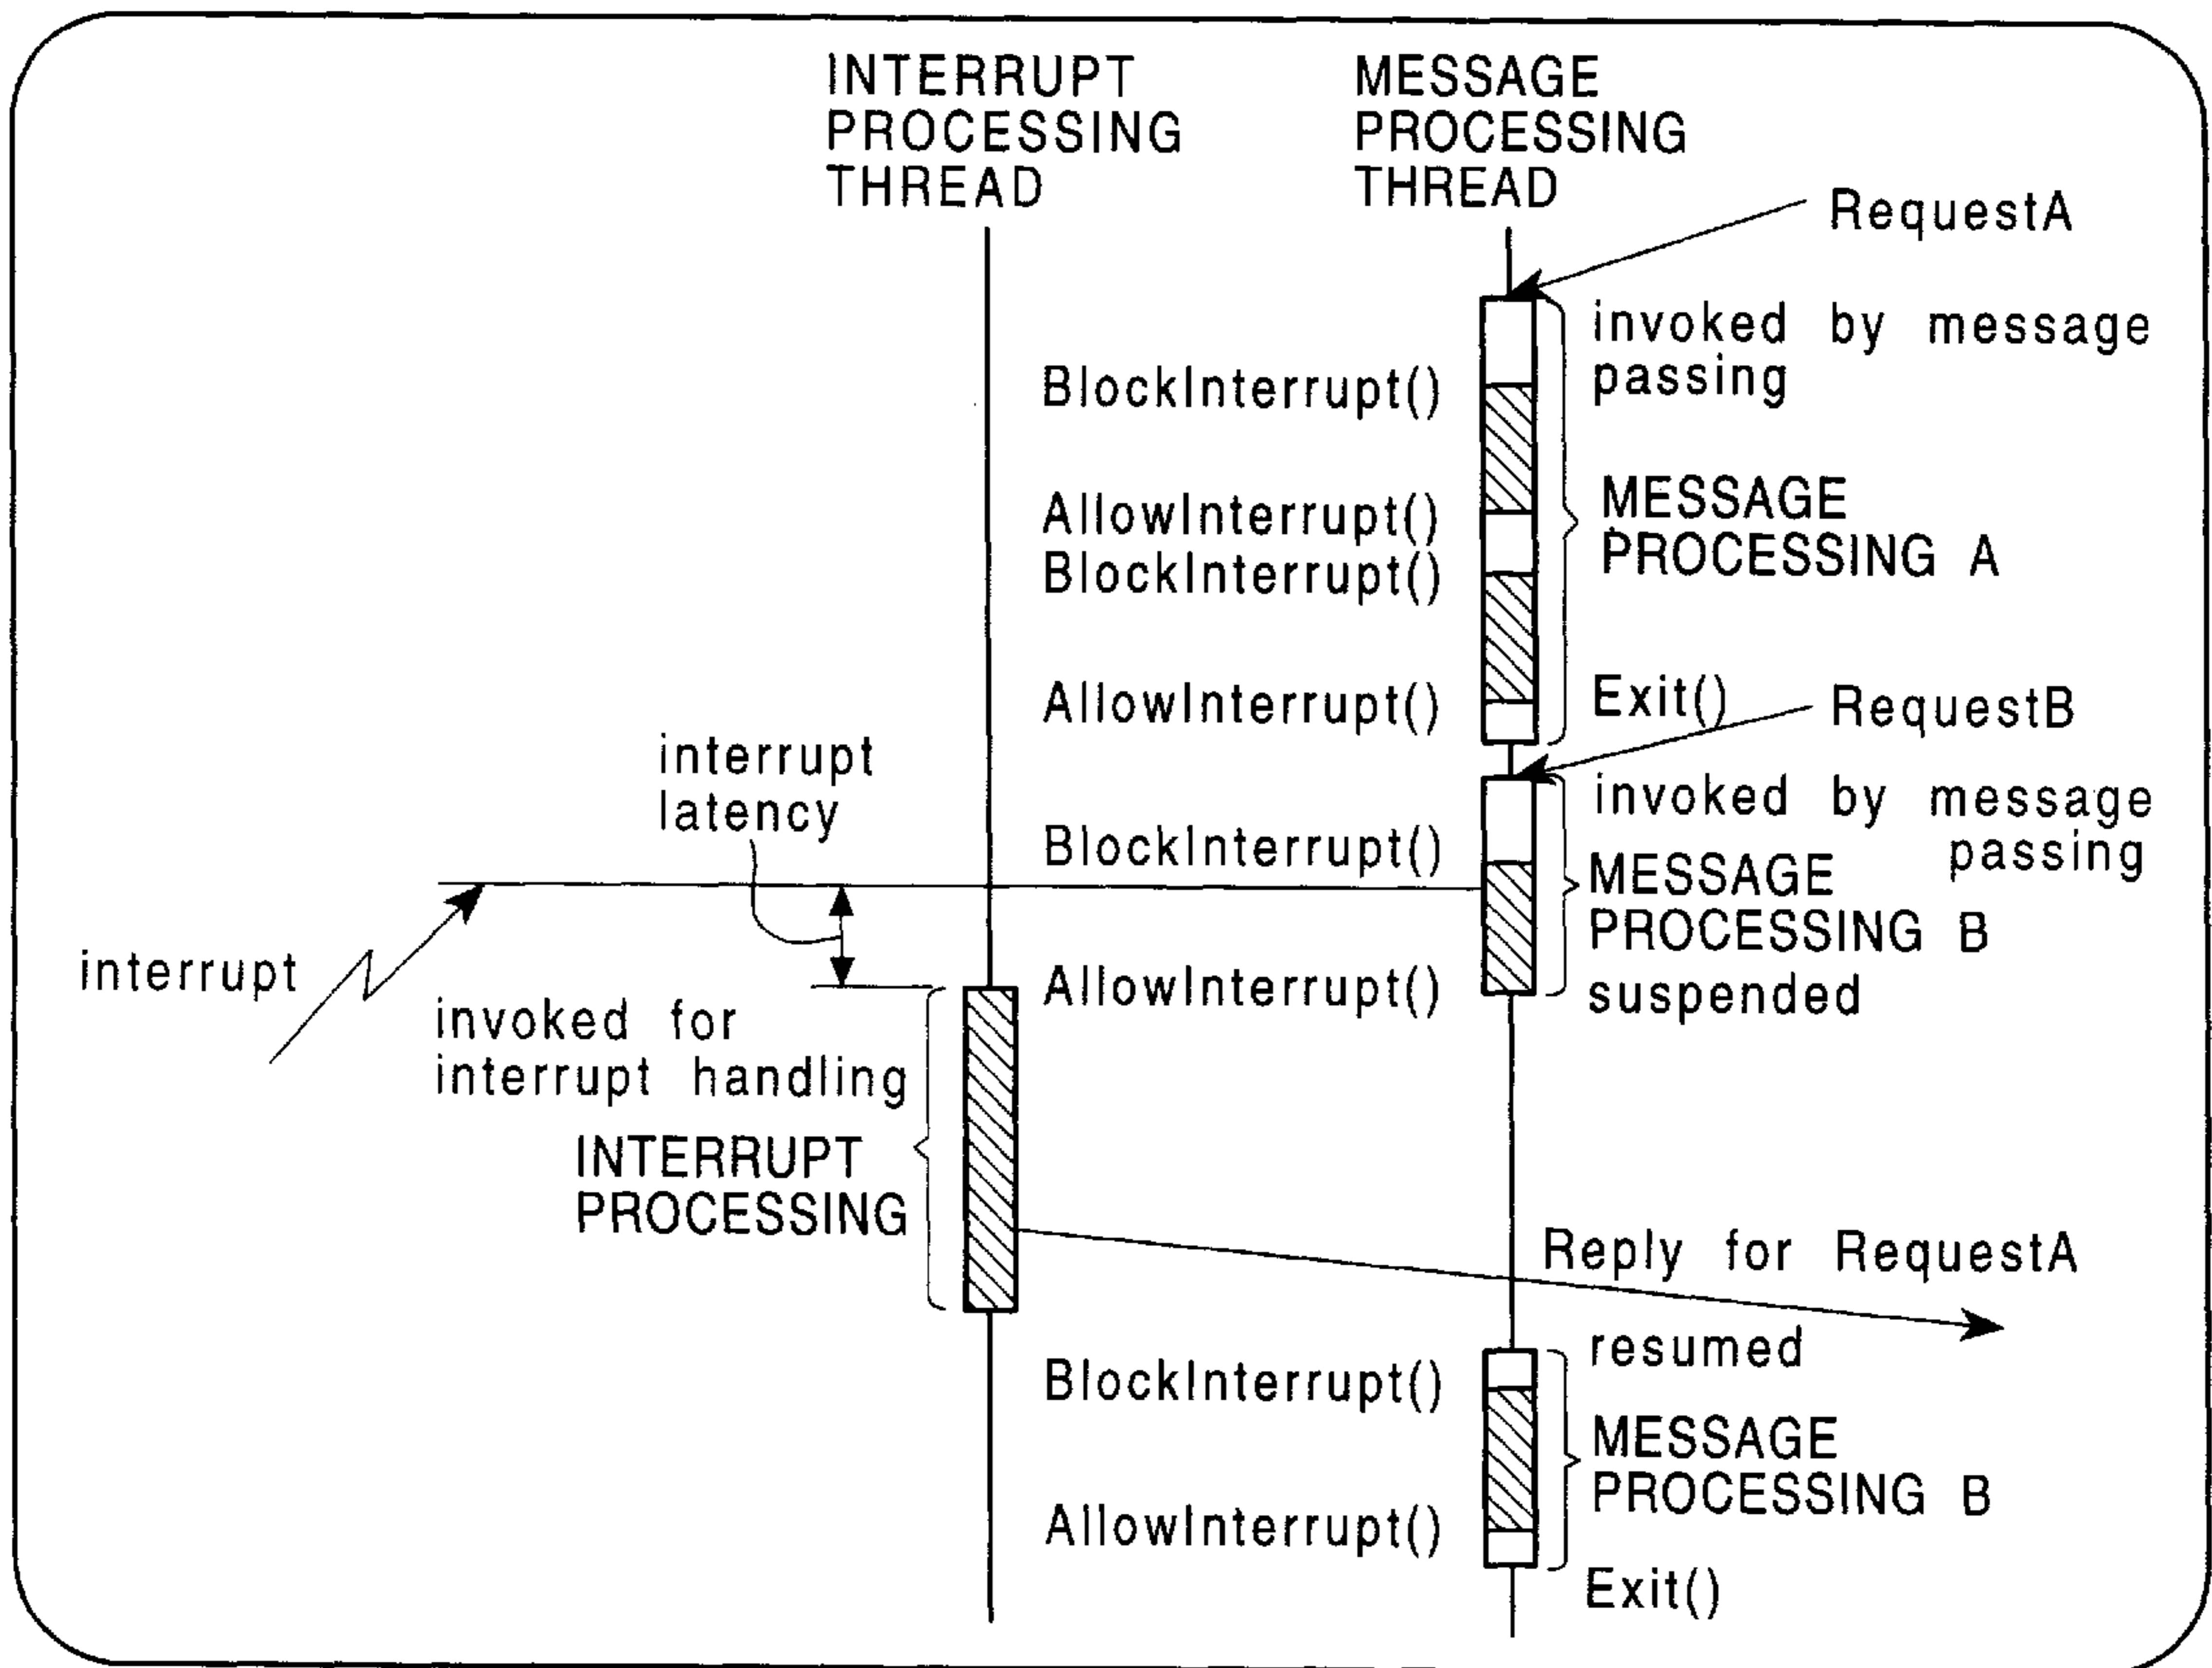 INTERRUPT
PROCESSING
THREAD
MESSAGE
PROCESSING
THREAD
RequestA
invoked by message
passing
BlockInterrupt()
AllowInterrupt()
BlockInterrupt()
MESSAGE
PROCESSING A
AllowInterrupt()
Exit()
RequestB
interrupt
latency
invoked by message
passing
BlockInterrupt()
MESSAGE
PROCESSING B
suspended
interrupt
AllowInterrupt()
invoked for
interrupt handling
INTERRUPT
PROCESSING
Reply for RequestA
resumed
BlockInterrupt()
MESSAGE
PROCESSING B
AllowInterrupt()
Exit()